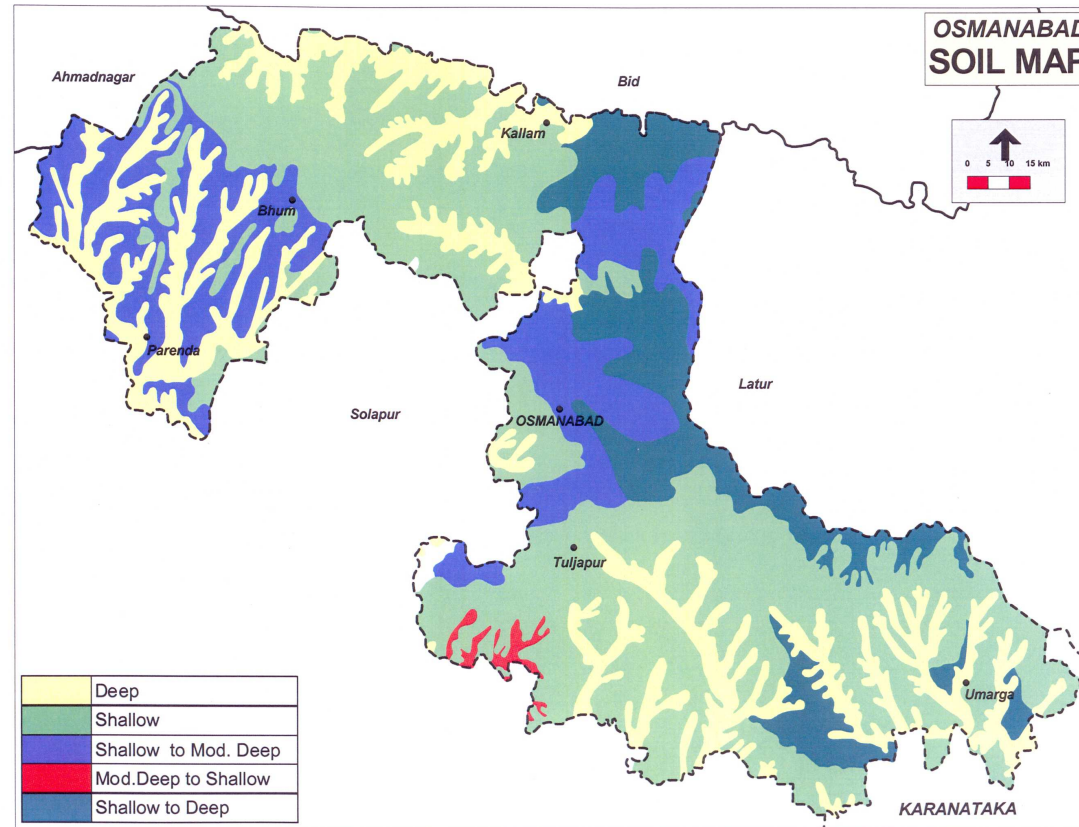 OSMANABAD
SOIL MAP
Ahmadnagar
Bid
Kallam
0 5 10 15 km
Bhum
Parenda
Latur
Solapur
OSMANABAD
Tuljapur
Umarga
Deep
Shallow
Shallow to Mod. Deep
Mod.Deep to Shallow
Shallow to Deep
KARANATAKA